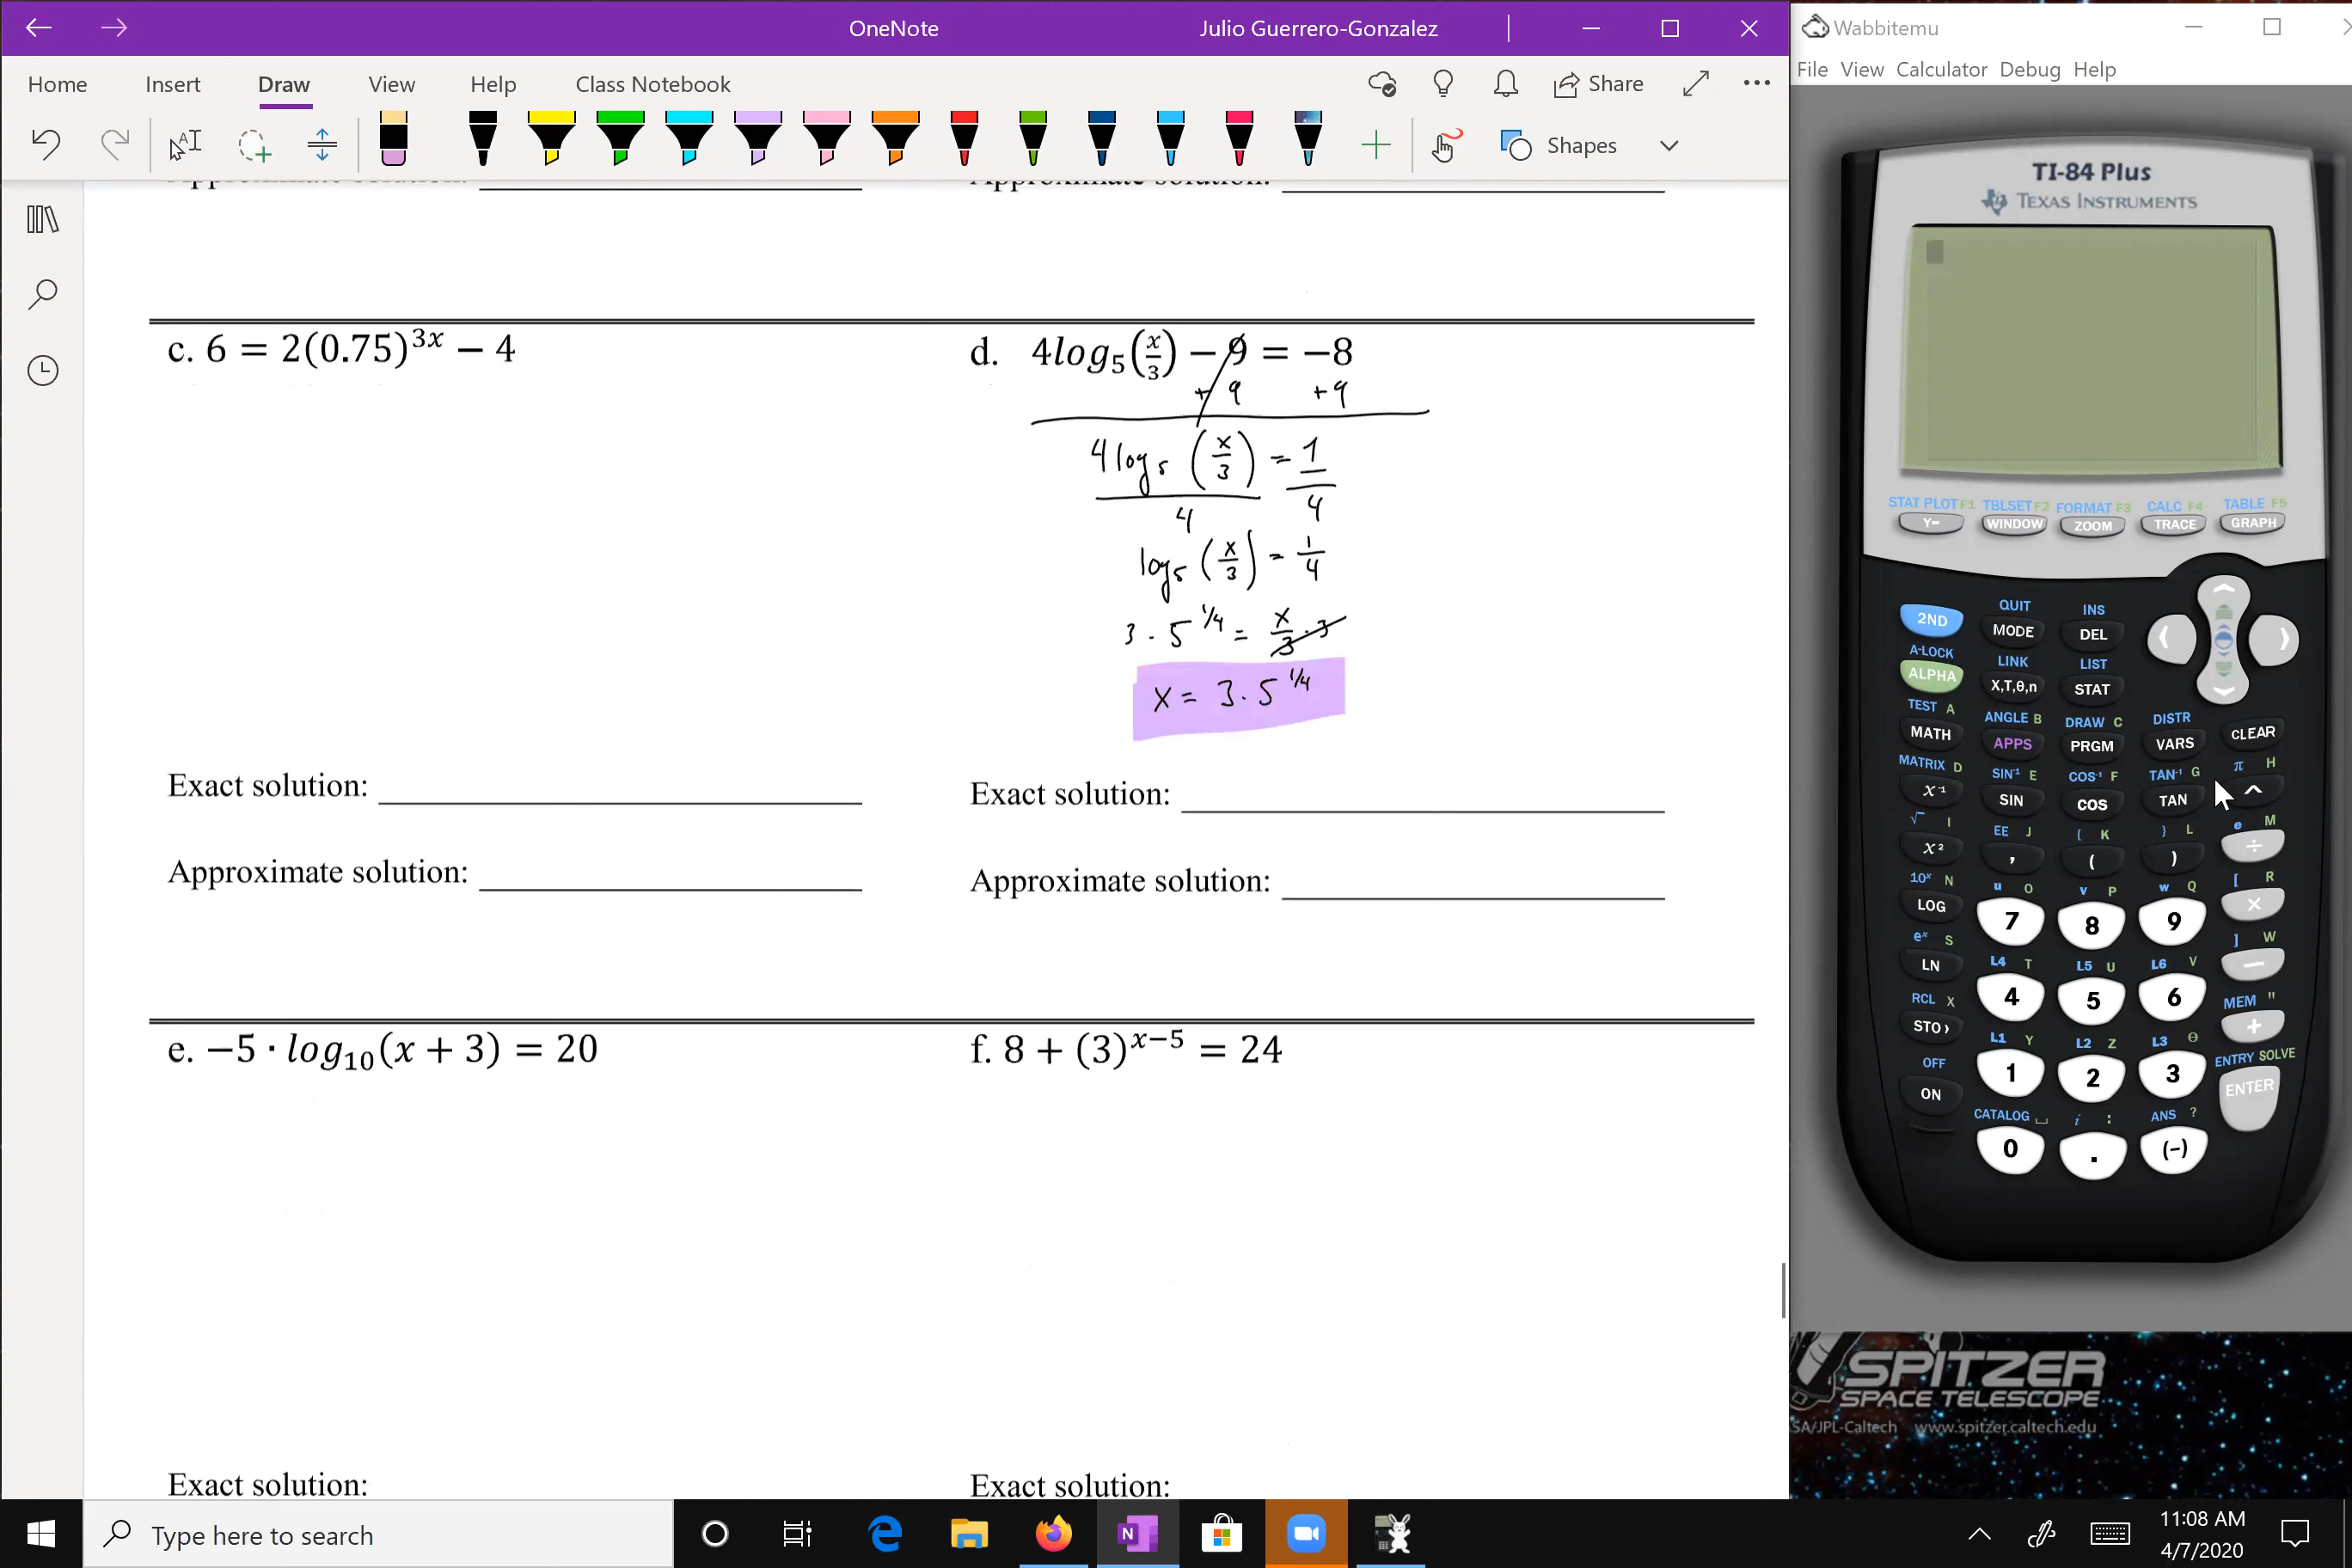 OneNote
Julio Guerrero-Gonzalez
Home Insert Draw View Help Class Notebook
Share
Shapes
Approximate solution: Approximate solution:
c. 6 = 2(0.75)^{3x} − 4
d. 4log₅(x/3) − 9 = −8
+ 9 +9
4 log₅ (x/3) = 1
4 4
log₅ (x/3) = 1/4
3 · 5^{1/4} = x/3 · 3
x = 3 · 5^{1/4}
Exact solution: Exact solution:
Approximate solution: Approximate solution:
e. −5 · log₁₀(x + 3) = 20
f. 8 + (3)^{x−5} = 24
Exact solution: Exact solution:
Wabbitemu
File View Calculator Debug Help
TI-84 Plus
TEXAS INSTRUMENTS
STAT PLOT F1 TBLSET F2 FORMAT F3 CALC F4 TABLE F5
Y= WINDOW ZOOM TRACE GRAPH
QUIT INS
2ND MODE DEL
A-LOCK LINK LIST
ALPHA X,T,θ,n STAT
TEST A ANGLE B DRAW C DISTR
MATH APPS PRGM VARS CLEAR
MATRIX D SIN⁻¹ E COS⁻¹ F TAN⁻¹ G π H
x⁻¹ SIN COS TAN ^
√ I EE J { K } L e M
x² , ( ) ÷
10ˣ N u O v P w Q [ R
LOG 7 8 9 ×
eˣ S L4 T L5 U L6 V ] W
LN 4 5 6 −
RCL X L1 Y L2 Z L3 θ MEM "
STO› 1 2 3 +
OFF CATALOG ⎵ i : ANS ? ENTRY SOLVE
ON 0 . (−) ENTER
SPITZER
SPACE TELESCOPE
SA/JPL-Caltech www.spitzer.caltech.edu
Type here to search
N
11:08 AM
4/7/2020